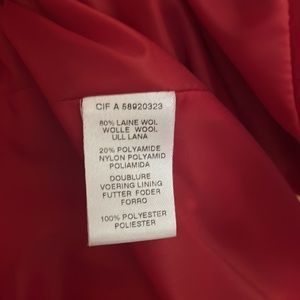 CIF A 58920323
80% LAINE WOL
WOLLE WOOL
ULL LANA
20% POLYAMIDE
NYLON POLYAMID
POLIAMIDA
DOUBLURE
VOERING LINING
FUTTER FODER
FORRO
100% POLYESTER
POLIESTER